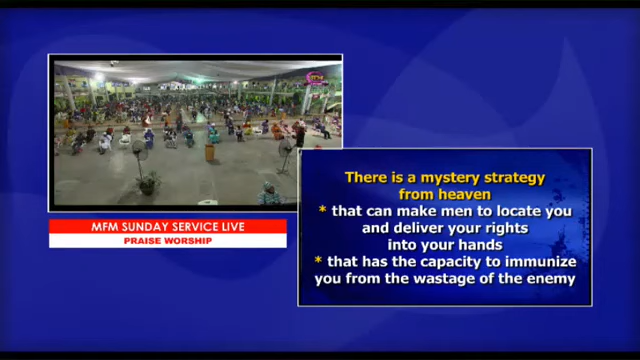 MFM SUNDAY SERVICE LIVE
PRAISE WORSHIP
There is a mystery strategy
from heaven
* that can make men to locate you
and deliver your rights
into your hands
* that has the capacity to immunize
you from the wastage of the enemy